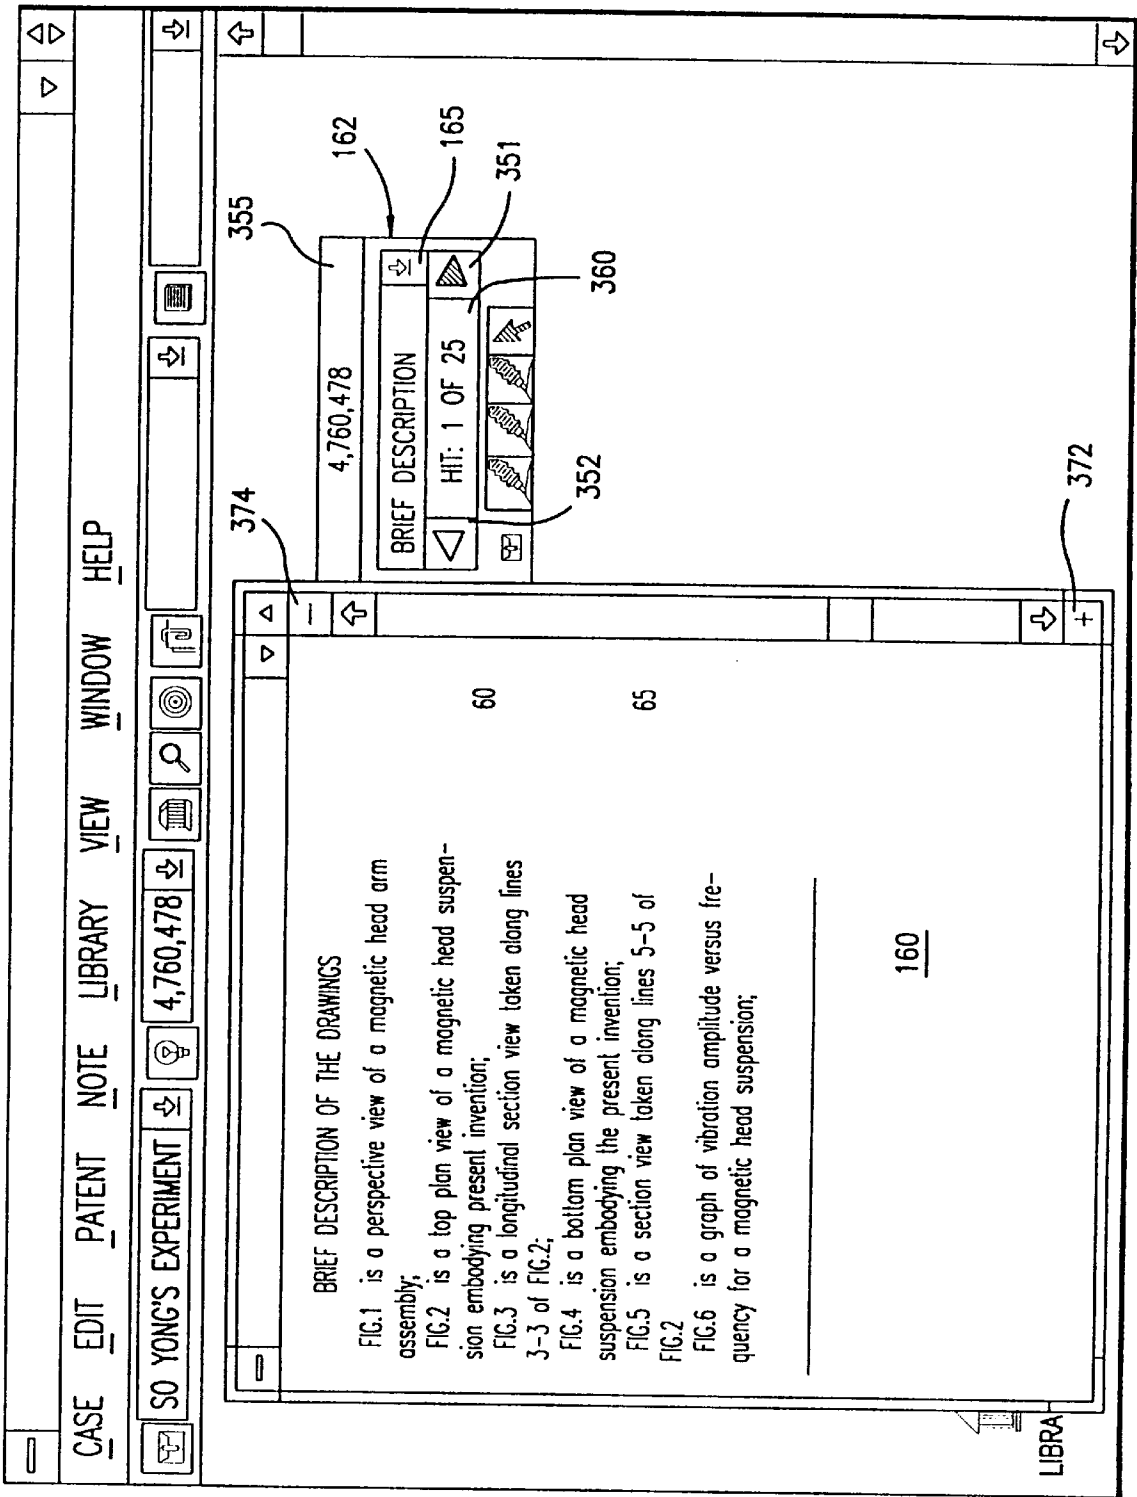 CASE EDIT PATENT NOTE LIBRARY VIEW WINDOW HELP
SO YONG'S EXPERIMENT 4,760,478
374
355
162
4,760,478
BRIEF DESCRIPTION
165
HIT: 1 OF 25
351
352
360
BRIEF DESCRIPTION OF THE DRAWINGS
FIG.1 is a perspective view of a magnetic head arm
assembly;
FIG.2 is a top plan view of a magnetic head suspen-
sion embodying present invention;
60
FIG.3 is a longitudinal section view taken along lines
3-3 of FIG.2;
FIG.4 is a bottom plan view of a magnetic head
suspension embodying the present invention;
FIG.5 is a section view taken along lines 5-5 of
65
FIG.2
FIG.6 is a graph of vibration amplitude versus fre-
quency for a magnetic head suspension;
160
372
LIBRA